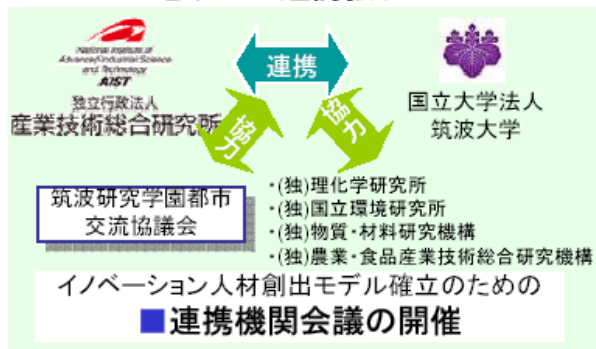 National Institute of
Advanced Industrial Science
and Technology
AIST
独立行政法人
産業技術総合研究所
連携
国立大学法人
筑波大学
協力
協力
筑波研究学園都市
交流協議会
・(独)理化学研究所
・(独)国立環境研究所
・(独)物質・材料研究機構
・(独)農業・食品産業技術総合研究機構
イノベーション人材創出モデル確立のための
■連携機関会議の開催